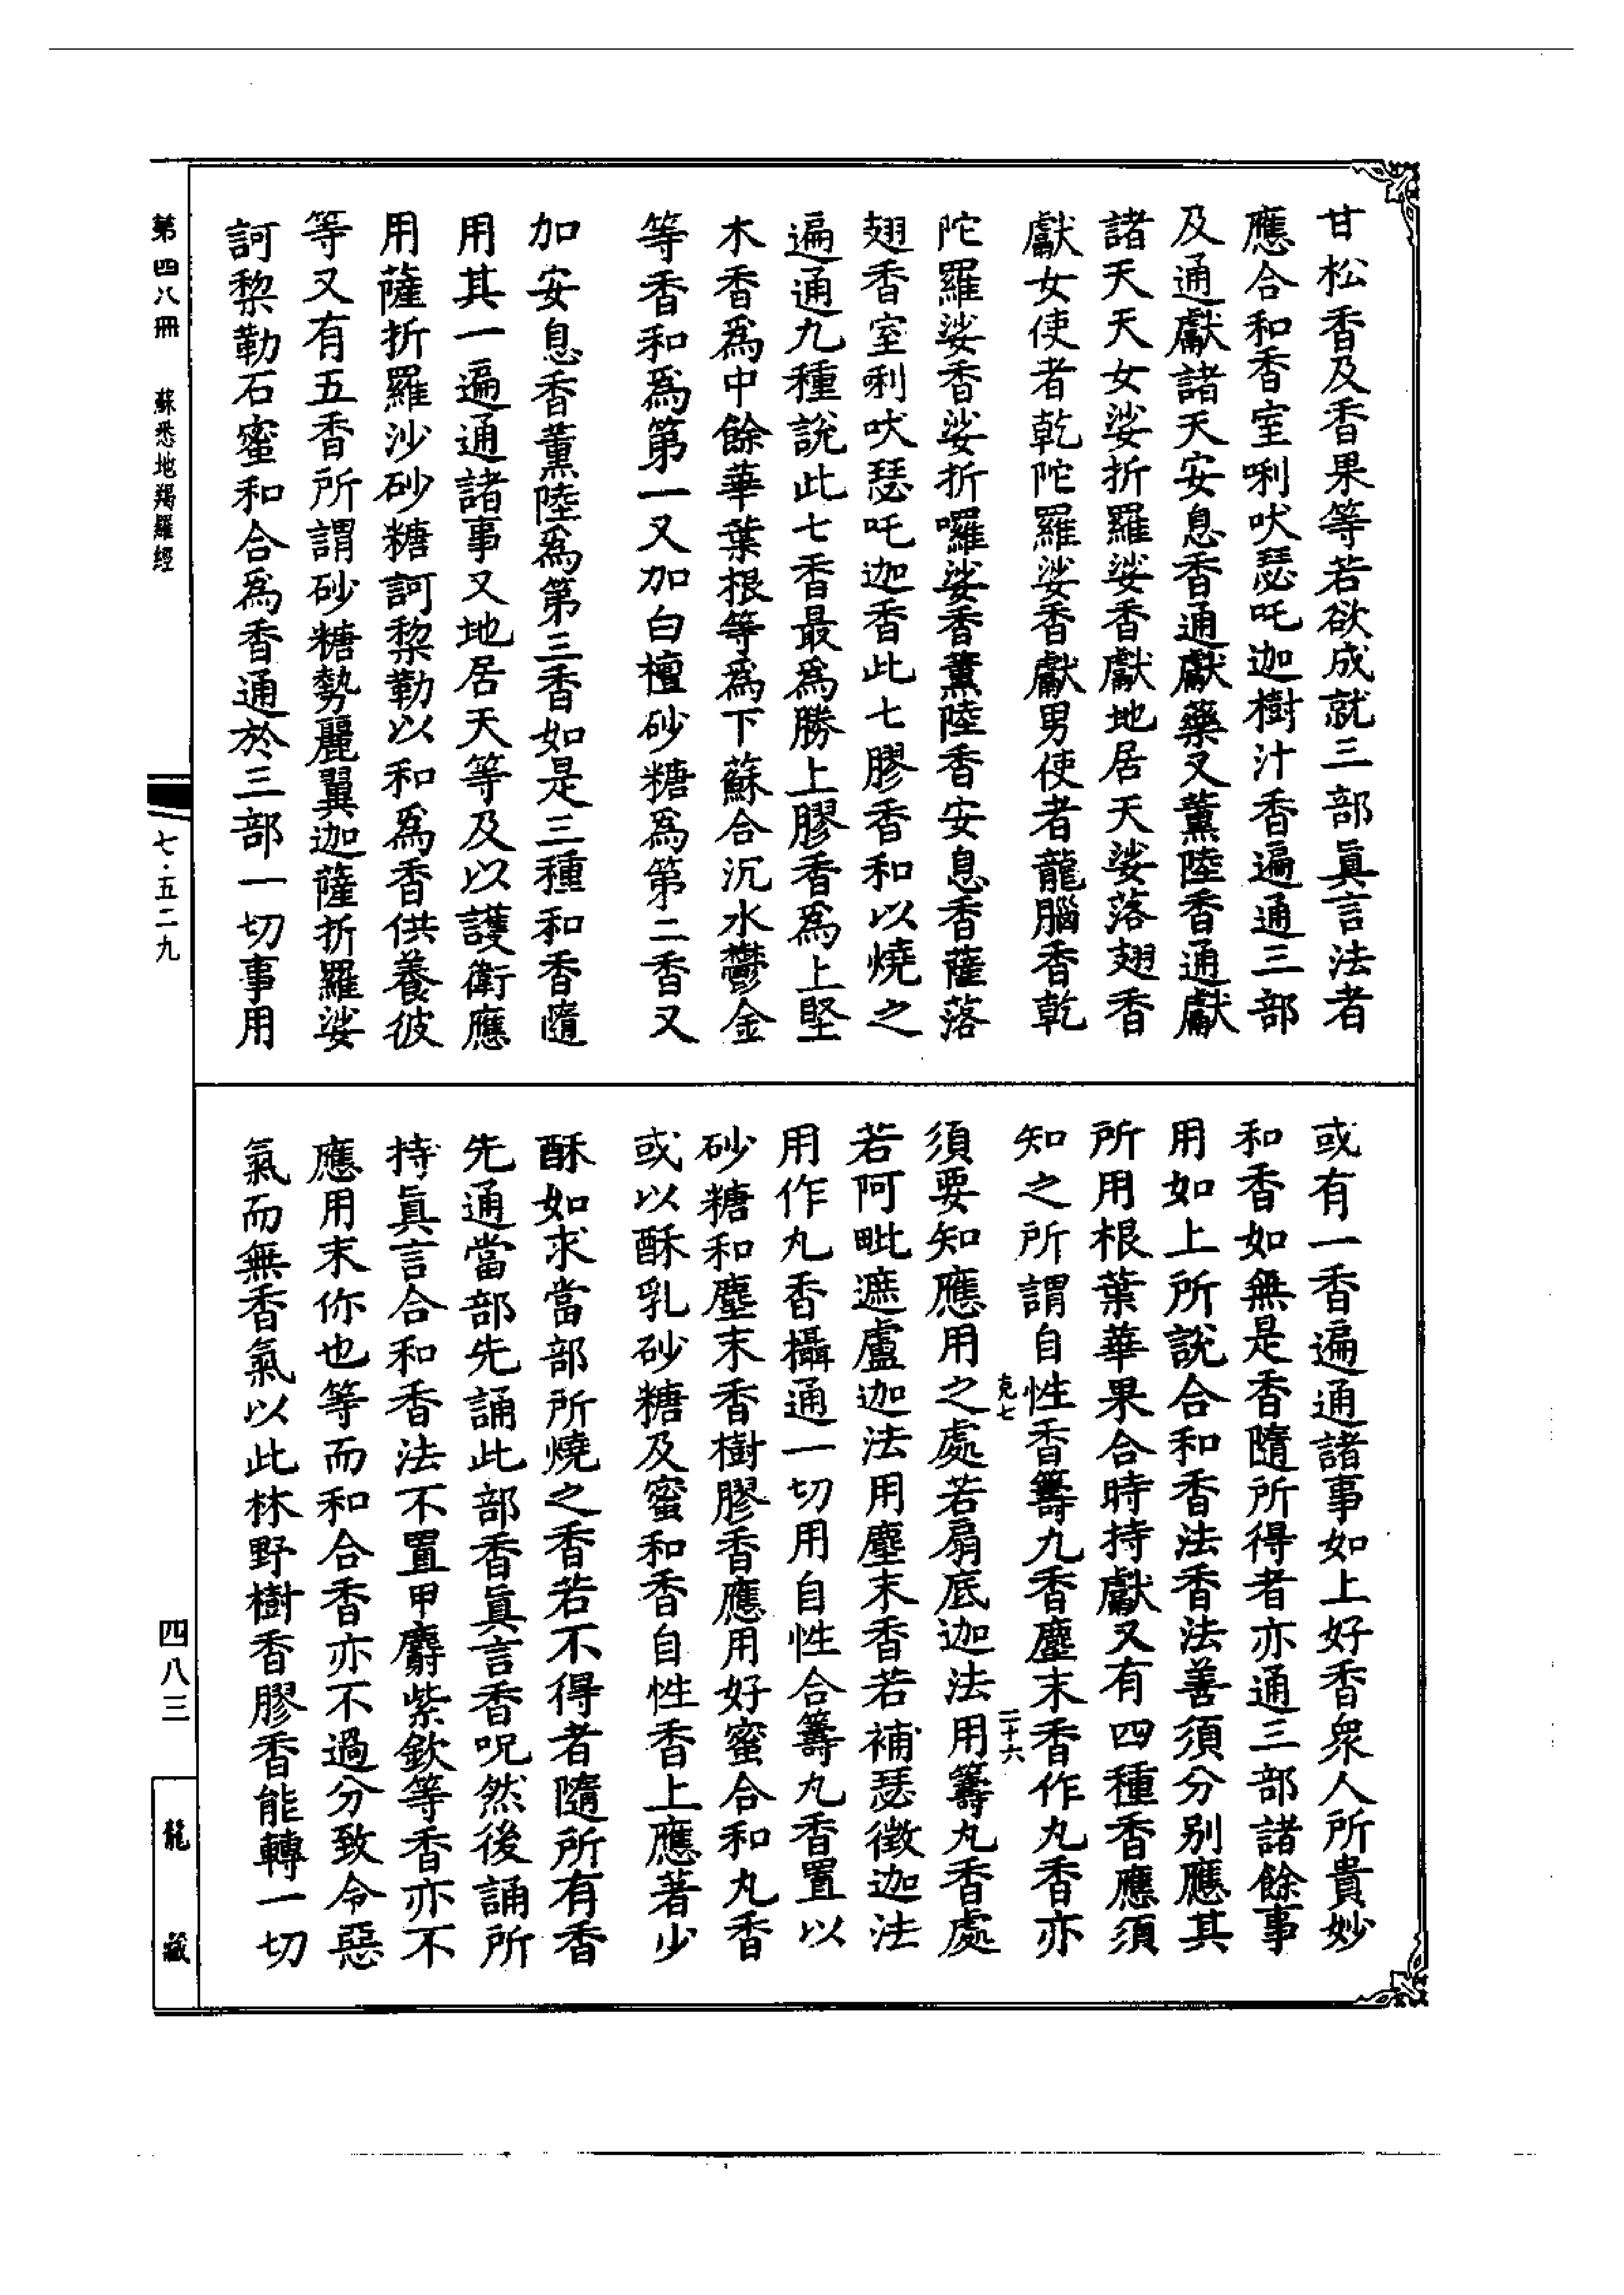 甘松香及香果等若欲成就三部眞言法者
應合和香室唎吠瑟吒迦樹汁香遍通三部
及通獻諸天安息香通獻藥叉薰陸香通獻
諸天天女娑折羅娑香獻地居天娑落翅香
獻女使者乾陀羅娑香獻男使者龍腦香乾
陀羅娑香娑折囉娑香薰陸香安息香薩落
翅香室唎吠瑟吒迦香此七膠香和以燒之
遍通九種說此七香最爲勝上膠香爲上堅
木香爲中餘華葉根等爲下蘇合沉水鬱金
等香和爲第一又加白檀砂糖爲第二香又
加安息香薰陸爲第三香如是三種和香隨
用其一遍通諸事又地居天等及以護衛應
用薩折羅沙砂糖訶棃勒以和爲香供養彼
等又有五香所謂砂糖勢麗翼迦薩折羅娑
訶棃勒石蜜和合爲香通於三部一切事用
或有一香遍通諸事如上好香衆人所貴妙
和香如無是香隨所得者亦通三部諸餘事
用如上所說合和香法香法善須分别應其
所用根葉華果合時持獻又有四種香應須
知之所謂自性香籌丸香塵末香作丸香亦
須要知應用之處若扇底迦法用籌丸香處
克七
二十六
若阿毗遮盧迦法用塵末香若補瑟徵迦法
用作丸香攝通一切用自性合籌丸香置以
砂糖和塵末香樹膠香應用好蜜合和丸香
或以酥乳砂糖及蜜和香自性香上應著少
酥如求當部所燒之香若不得者隨所有香
先通當部先誦此部香眞言香呪然後誦所
持眞言合和香法不置甲麝紫欽等香亦不
應用末你也等而和合香亦不過分致令惡
氣而無香氣以此林野樹香膠香能轉一切
第四八冊
蘇悉地羯羅經
七·五二九
四八三
龍藏